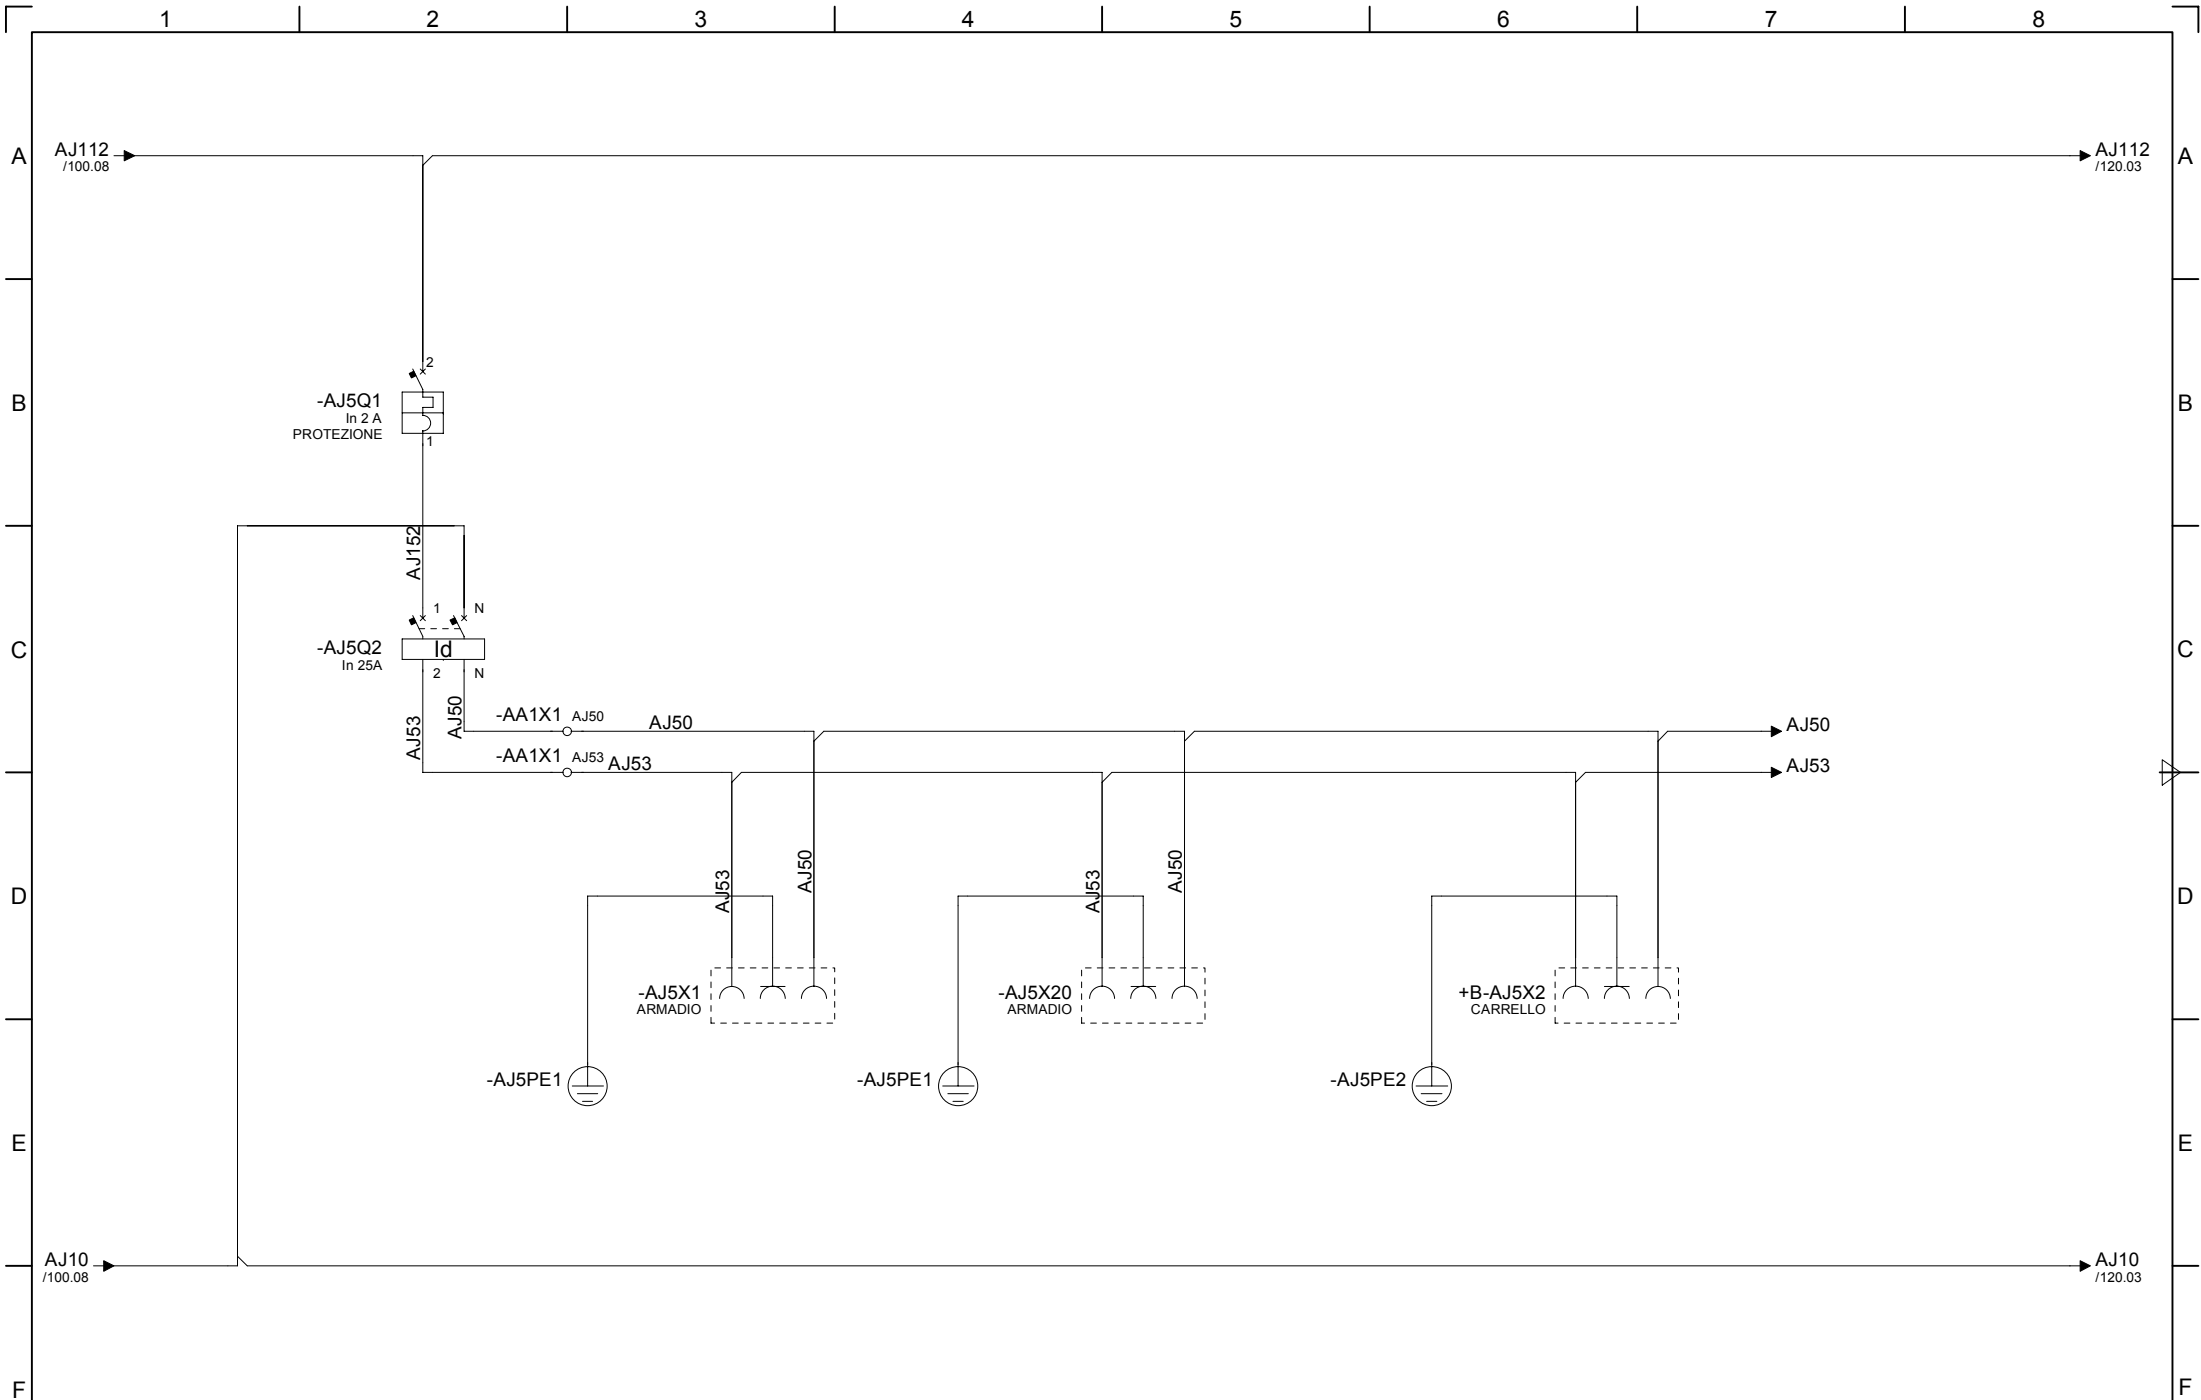 1 2 3 4 5 6 7 8
A AJ112 AJ112 A
/100.08 /120.03
2
B -AJ5Q1 B
In 2 A
PROTEZIONE
1
AJ152
1 N
C -AJ5Q2 Id C
In 25A
2 N
AJ53 AJ50
-AA1X1 AJ50 AJ50 AJ50
-AA1X1 AJ53 AJ53 AJ53
AJ53 AJ50 AJ53 AJ50
D D
-AJ5X1 -AJ5X20 +B-AJ5X2
ARMADIO ARMADIO CARRELLO
-AJ5PE1 -AJ5PE1 -AJ5PE2
E E
AJ10 AJ10
/100.08 /120.03
F F